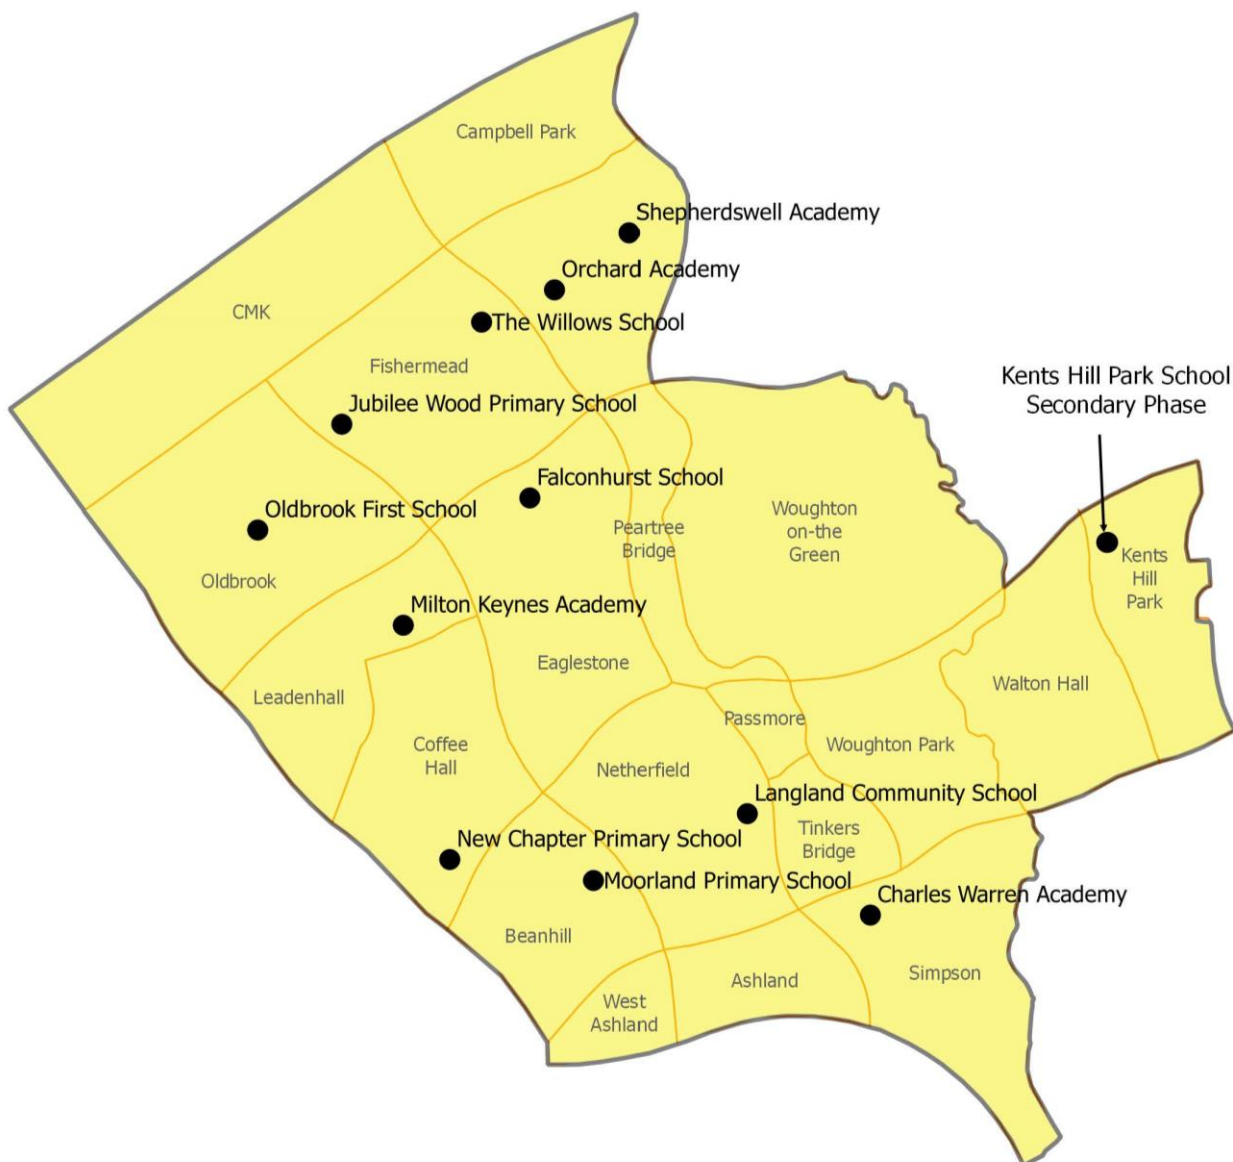 Campbell Park
Shepherdswell Academy
Orchard Academy
CMK
The Willows School
Fishermead
Kents Hill Park School
Secondary Phase
Jubilee Wood Primary School
Falconhurst School
Oldbrook First School
Peartree
Bridge
Woughton
on-the
Green
Kents
Hill
Park
Oldbrook
Milton Keynes Academy
Eaglestone
Leadenhall
Walton Hall
Passmore
Coffee
Hall
Woughton Park
Netherfield
Langland Community School
Tinkers
Bridge
New Chapter Primary School
Moorland Primary School
Charles Warren Academy
Beanhill
Simpson
Ashland
West
Ashland